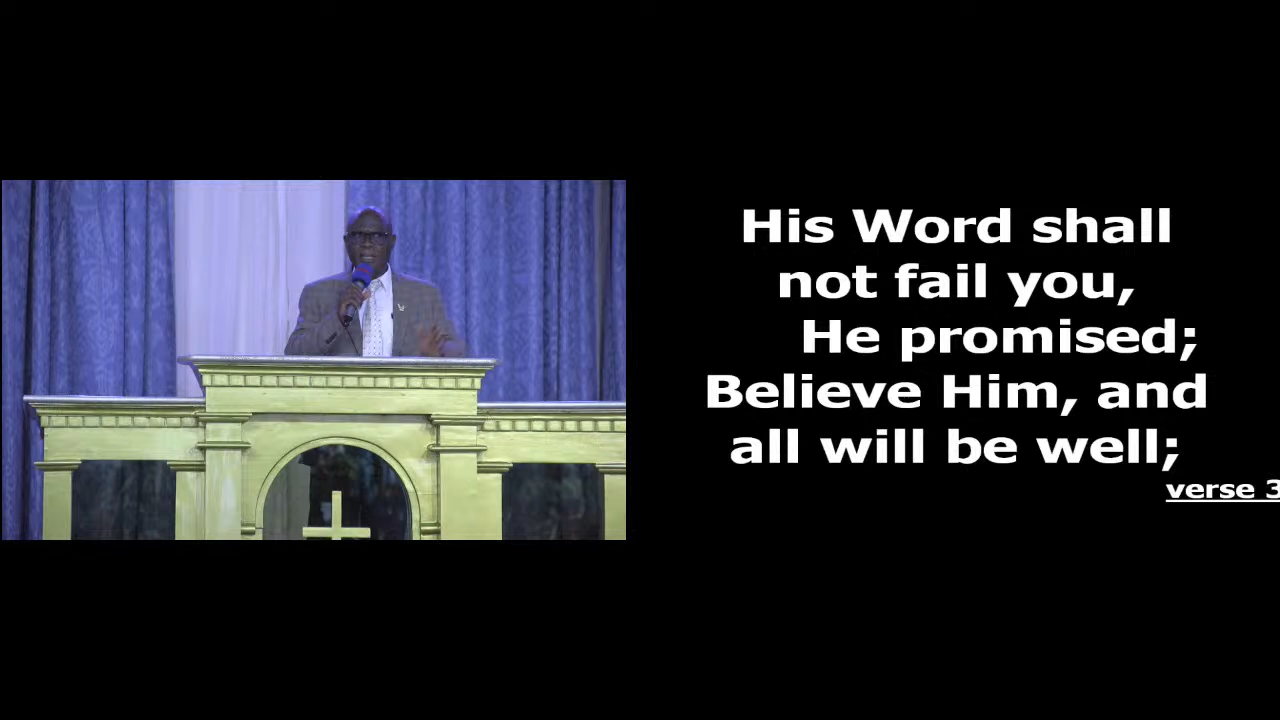 His Word shall
not fail you,
He promised;
Believe Him, and
all will be well;
verse 3